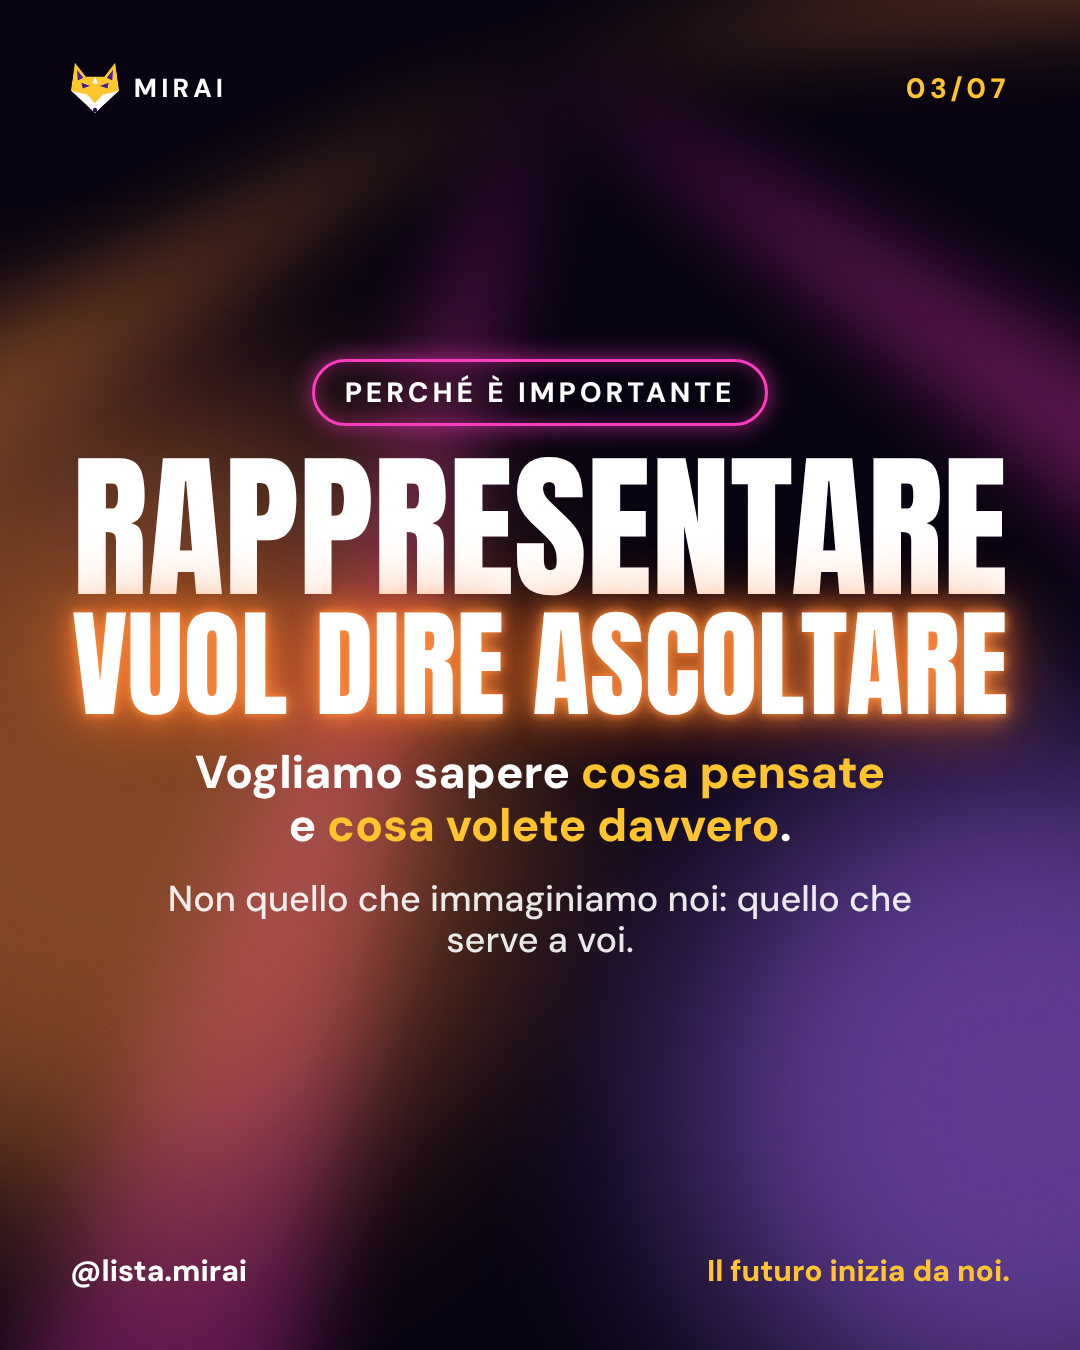 MIRAI
03/07
PERCHÉ È IMPORTANTE
RAPPRESENTARE
VUOL DIRE ASCOLTARE
Vogliamo sapere cosa pensate
e cosa volete davvero.
Non quello che immaginiamo noi: quello che
serve a voi.
@lista.mirai
Il futuro inizia da noi.